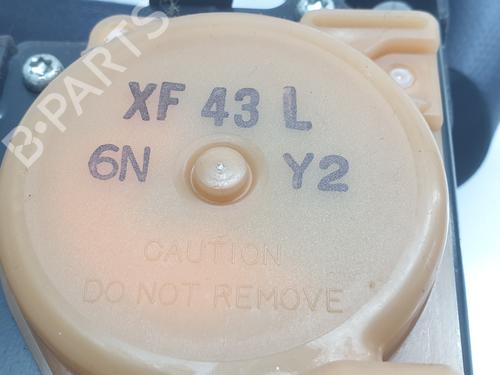 B-PARTS
XF 43 L
6N Y2
CAUTION
DO NOT REMOVE